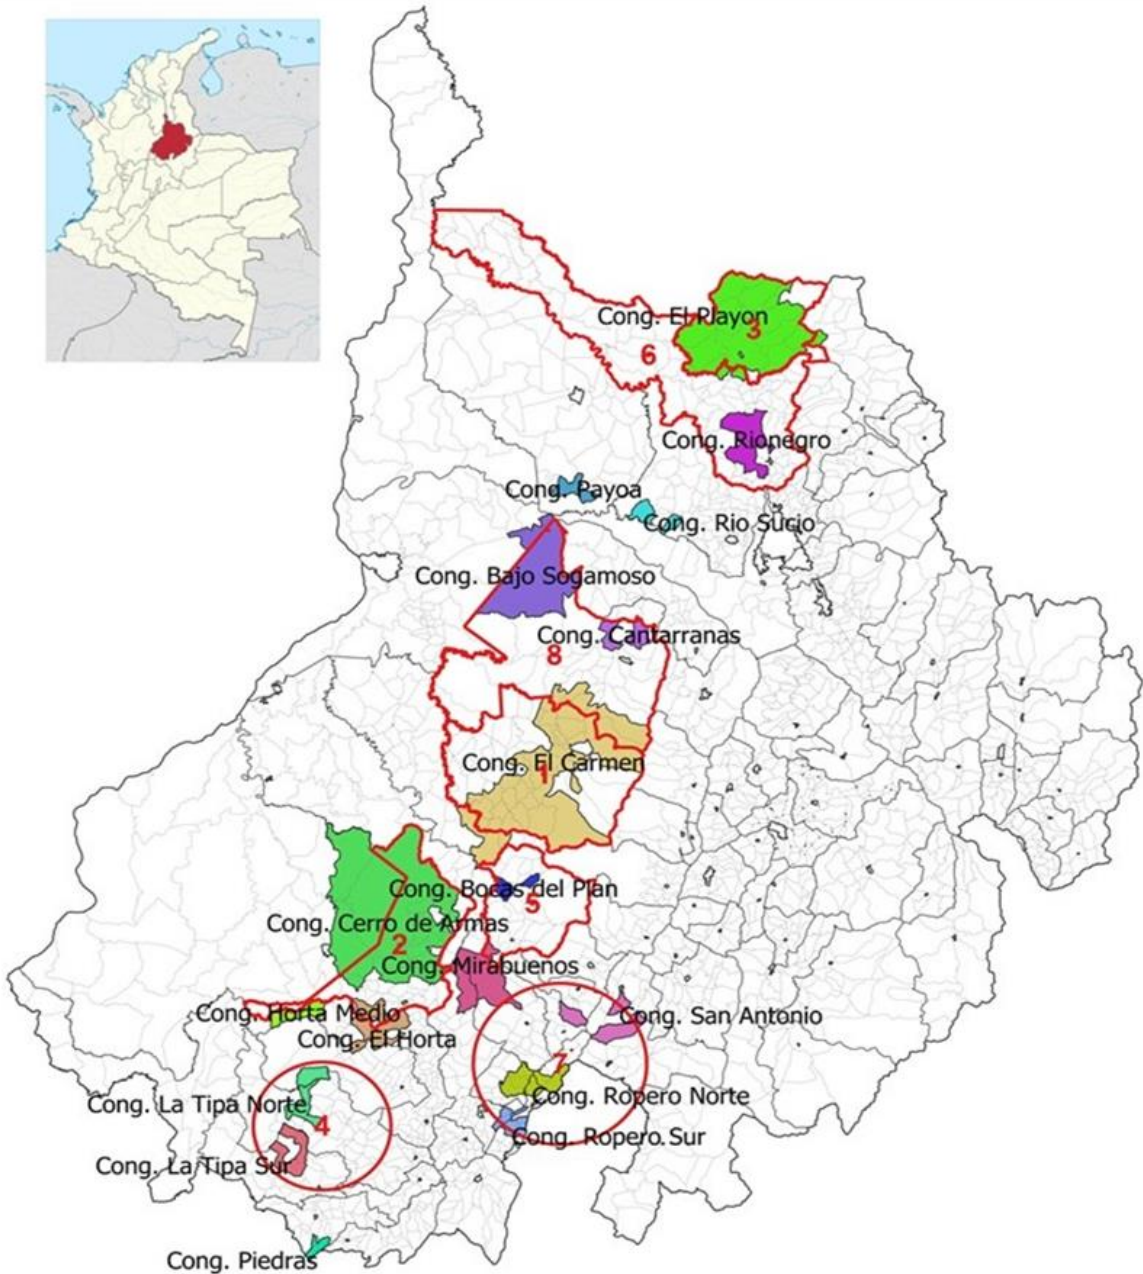 Cong. El Playon
3
6
Cong. Rionegro
Cong. Payoa
Cong. Rio Sucio
Cong. Bajo Sogamoso
Cong. Cantarranas
8
Cong. El Carmen
1
Cong. Bocas del Plan
5
Cong. Cerro de Armas
2
Cong. Mirabuenos
Cong. Horta Medio
Cong. San Antonio
Cong. El Horta
7
Cong. Ropero Norte
Cong. La Tipa Norte
4
Cong. Ropero Sur
Cong. La Tipa Sur
Cong. Piedras